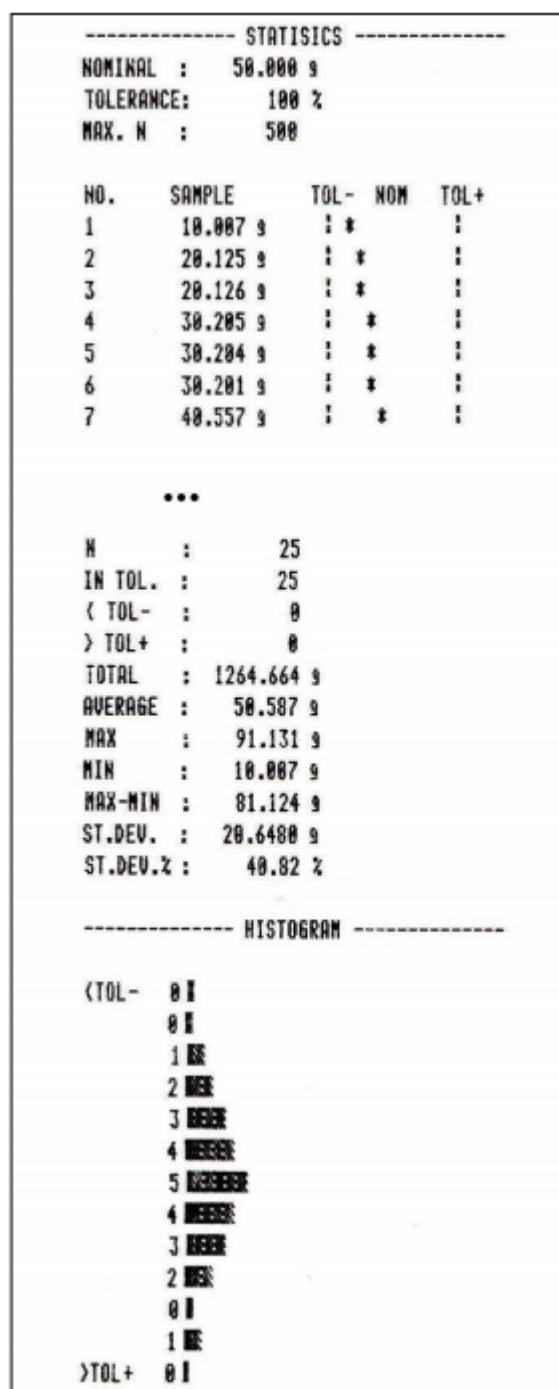 -------------- STATISICS --------------
NOMINAL : 50.000 g
TOLERANCE: 100 %
MAX. N : 500
NO. SAMPLE TOL- NOM TOL+
1 10.007 g ¦ * ¦
2 20.125 g ¦ * ¦
3 20.126 g ¦ * ¦
4 30.205 g ¦ * ¦
5 30.204 g ¦ * ¦
6 30.201 g ¦ * ¦
7 40.557 g ¦ * ¦
...
N : 25
IN TOL. : 25
< TOL- : 0
> TOL+ : 0
TOTAL : 1264.664 g
AVERAGE : 50.587 g
MAX : 91.131 g
MIN : 10.007 g
MAX-MIN : 81.124 g
ST.DEV. : 20.6480 g
ST.DEV.% : 40.82 %
-------------- HISTOGRAM --------------
<TOL- 0
0
1
2
3
4
5
4
3
2
0
1
>TOL+ 0